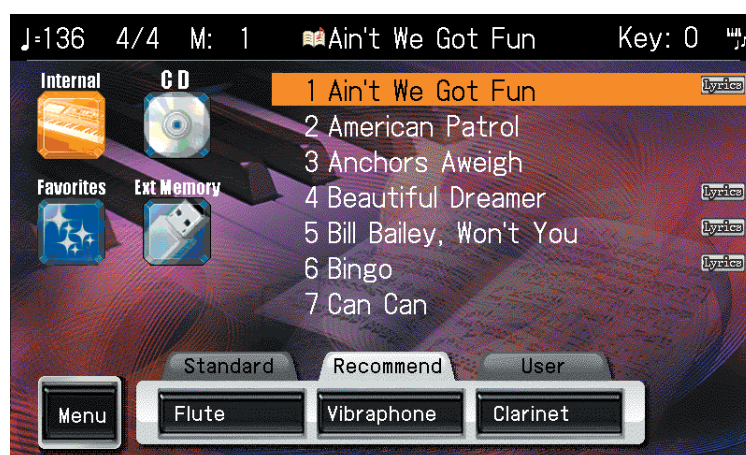 ♩=136 4/4 M: 1 Ain't We Got Fun Key: 0
Internal CD
Favorites Ext Memory
1 Ain't We Got Fun Lyrics
2 American Patrol
3 Anchors Aweigh
4 Beautiful Dreamer Lyrics
5 Bill Bailey, Won't You Lyrics
6 Bingo Lyrics
7 Can Can
Standard Recommend User
Menu Flute Vibraphone Clarinet